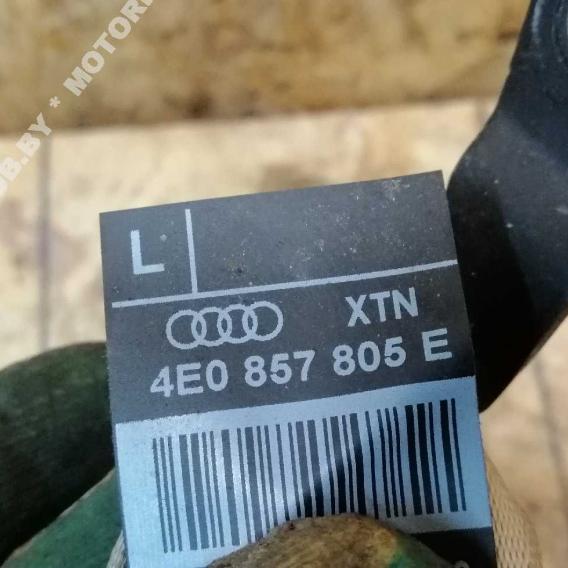 B.BY * MOTOR
L
XTN
4E0 857 805 E